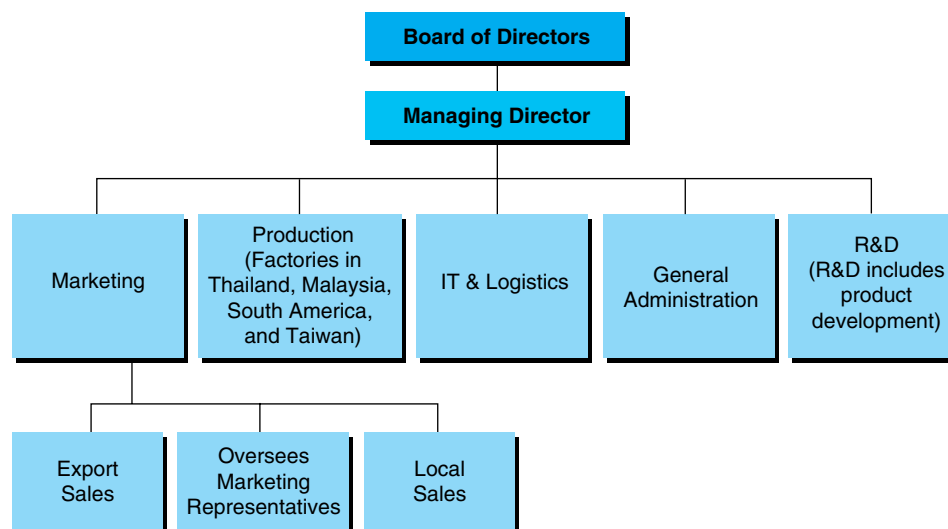 Board of Directors
Managing Director
Marketing
Production
(Factories in
Thailand, Malaysia,
South America,
and Taiwan)
IT & Logistics
General
Administration
R&D
(R&D includes
product
development)
Export
Sales
Oversees
Marketing
Representatives
Local
Sales